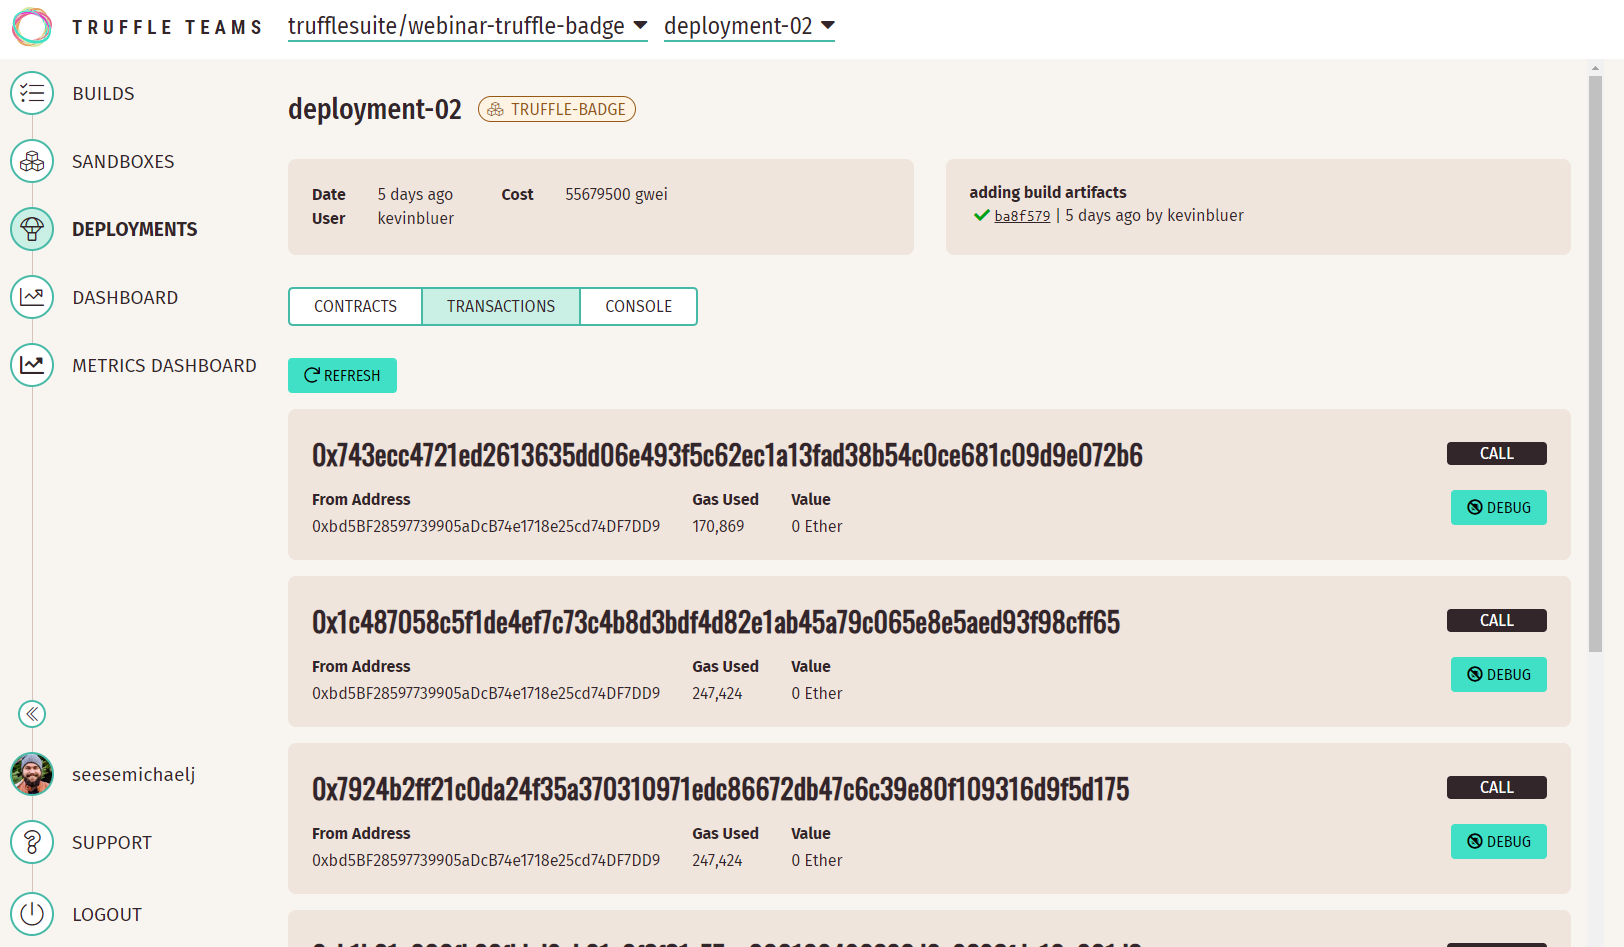 TRUFFLE TEAMS
trufflesuite/webinar-truffle-badge
deployment-02
BUILDS
SANDBOXES
DEPLOYMENTS
DASHBOARD
METRICS DASHBOARD
seesemichaelj
SUPPORT
LOGOUT
deployment-02 TRUFFLE-BADGE
Date 5 days ago Cost 55679500 gwei
User kevinbluer
adding build artifacts
ba8f579 | 5 days ago by kevinbluer
CONTRACTS TRANSACTIONS CONSOLE
REFRESH
0x743ecc4721ed2613635dd06e493f5c62ec1a13fad38b54c0ce681c09d9e072b6 CALL
From Address Gas Used Value
0xbd5BF28597739905aDcB74e1718e25cd74DF7DD9 170,869 0 Ether
DEBUG
0x1c487058c5f1de4ef7c73c4b8d3bdf4d82e1ab45a79c065e8e5aed93f98cff65 CALL
From Address Gas Used Value
0xbd5BF28597739905aDcB74e1718e25cd74DF7DD9 247,424 0 Ether
DEBUG
0x7924b2ff21c0da24f35a370310971edc86672db47c6c39e80f109316d9f5d175 CALL
From Address Gas Used Value
0xbd5BF28597739905aDcB74e1718e25cd74DF7DD9 247,424 0 Ether
DEBUG